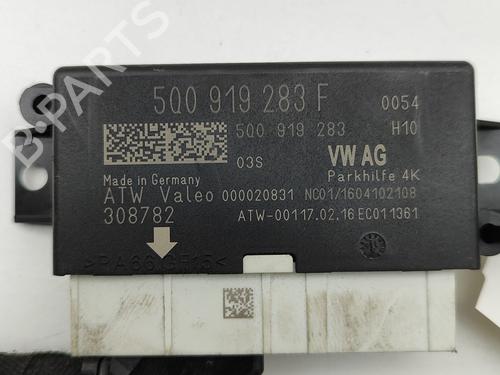 B-PARTS
5Q0 919 283 F
0054
5Q0 919 283
H10
03S
VW AG
Parkhilfe 4K
Made in Germany
ATW Valeo 000020831 NC01/1604102108
308782
ATW-00117.02.16 EC011361
>PA66 GF15<